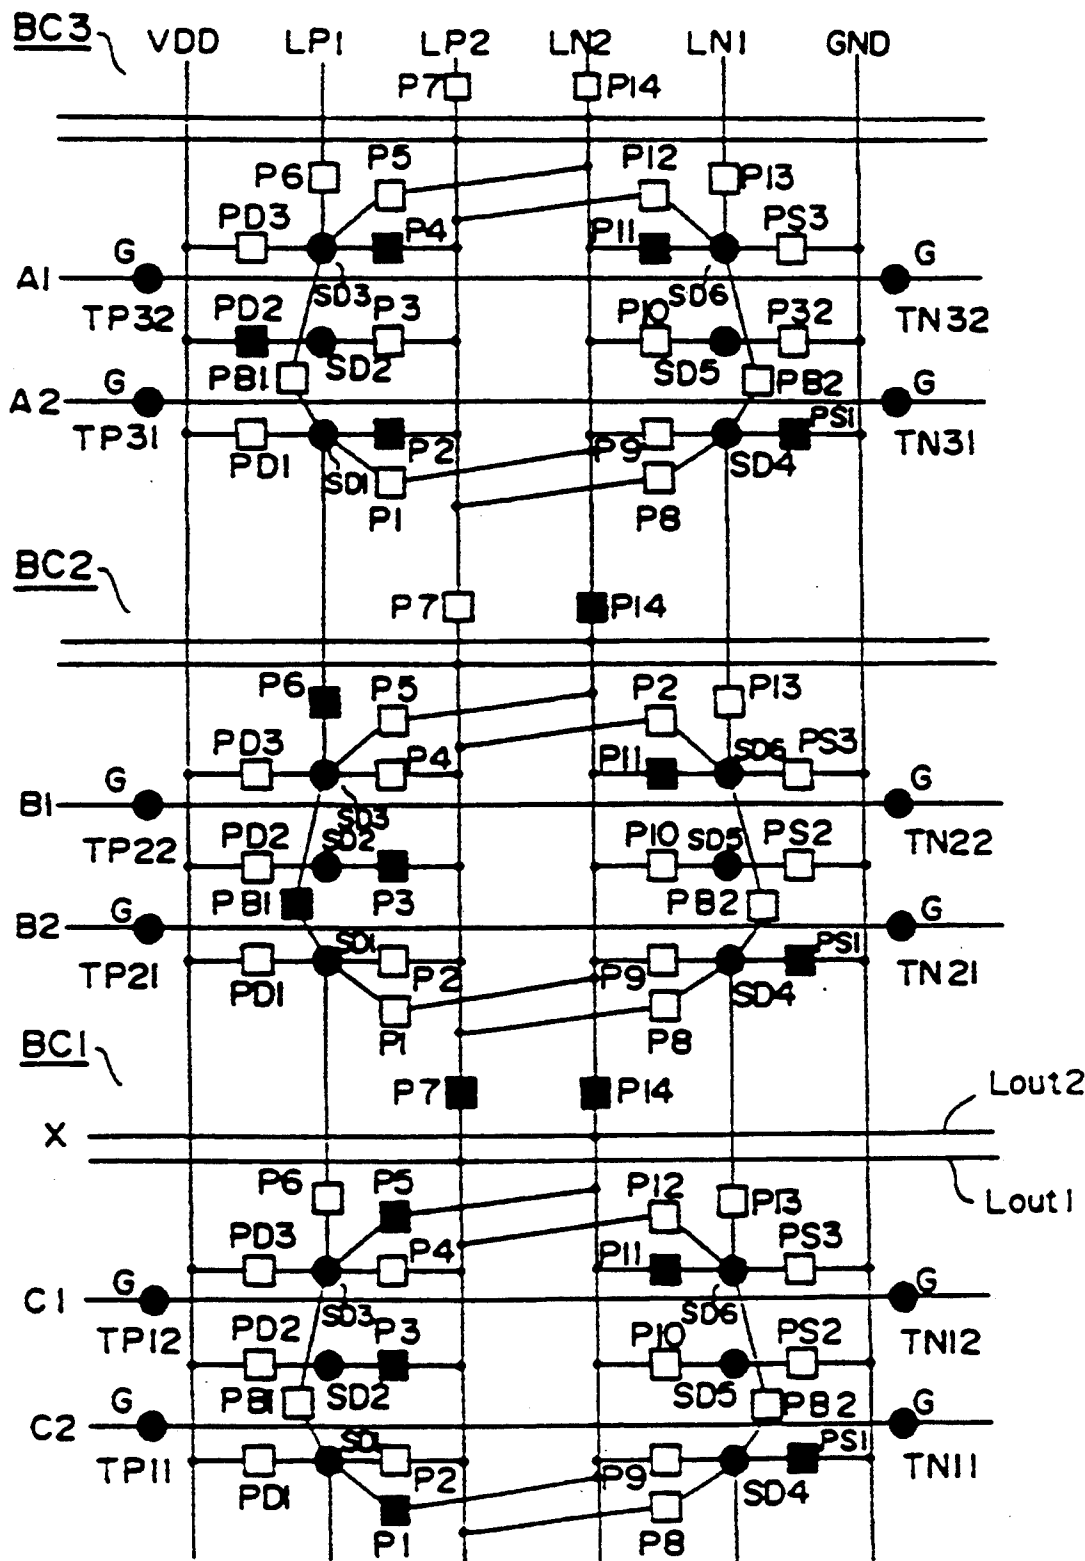 BC3 VDD LP1 LP2 LN2 LN1 GND
P7 P14
P6 P5 P12 P13
PD3 P4 P11 PS3
G G
A1 SD3 SD6
TP32 PD2 P3 P10 P32 TN32
SD2 SD5
G PB1 PB2 G
A2
TP31 P2 P9 PS1 TN31
PD1 SD1 SD4
P1 P8
BC2
P7 P14
P6 P5 P2 P13
PD3 P4 P11 SD6 PS3
G G
B1 SD3
TP22 PD2 SD2 P10 SD5 PS2 TN22
G PB1 P3 PB2 G
B2 SD1 PS1
TP21 PD1 P2 P9 SD4 TN21
P1 P8
BC1
P7 P14 Lout2
X
P6 P5 P12 P13 Lout1
PD3 P4 P11 PS3
G G
C1 SD3 SD6
TP12 PD2 P3 P10 PS2 TN12
G PB1 SD2 SD5 PB2 G
C2 SD1 PS1
TP11 PD1 P2 P9 SD4 TN11
P1 P8